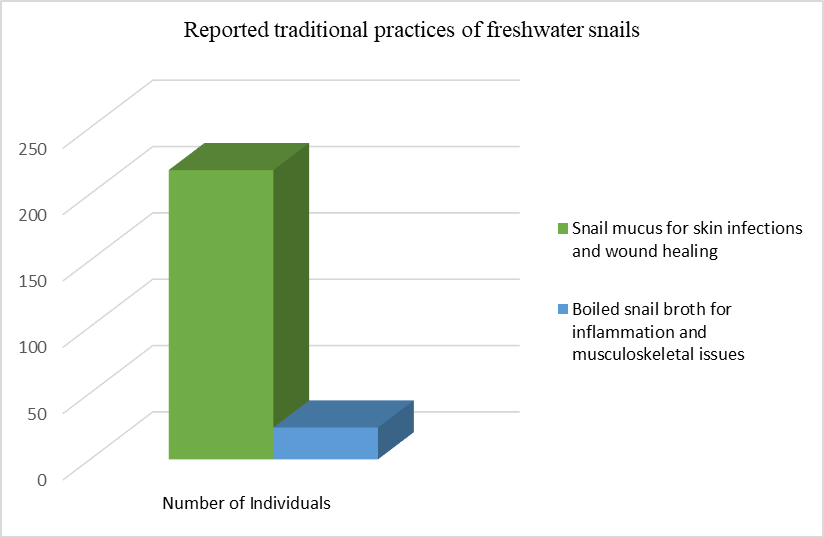 Reported traditional practices of freshwater snails
250
200
150
100
50
0
Number of Individuals
Snail mucus for skin infections
and wound healing
Boiled snail broth for
inflammation and
musculoskeletal issues